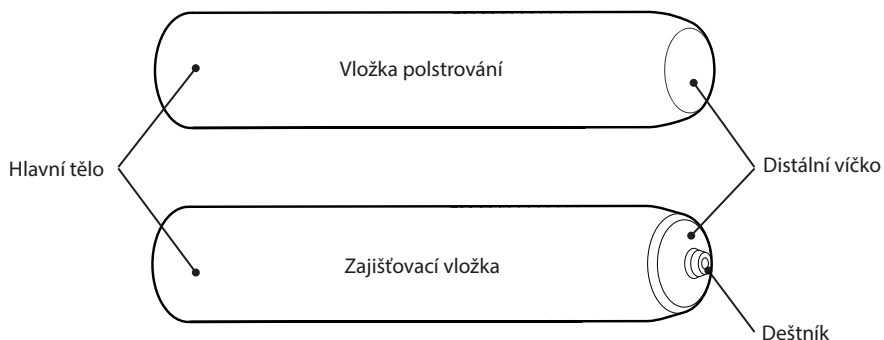 Vložka polstrování
Hlavní tělo
Distální víčko
Zajišťovací vložka
Deštník